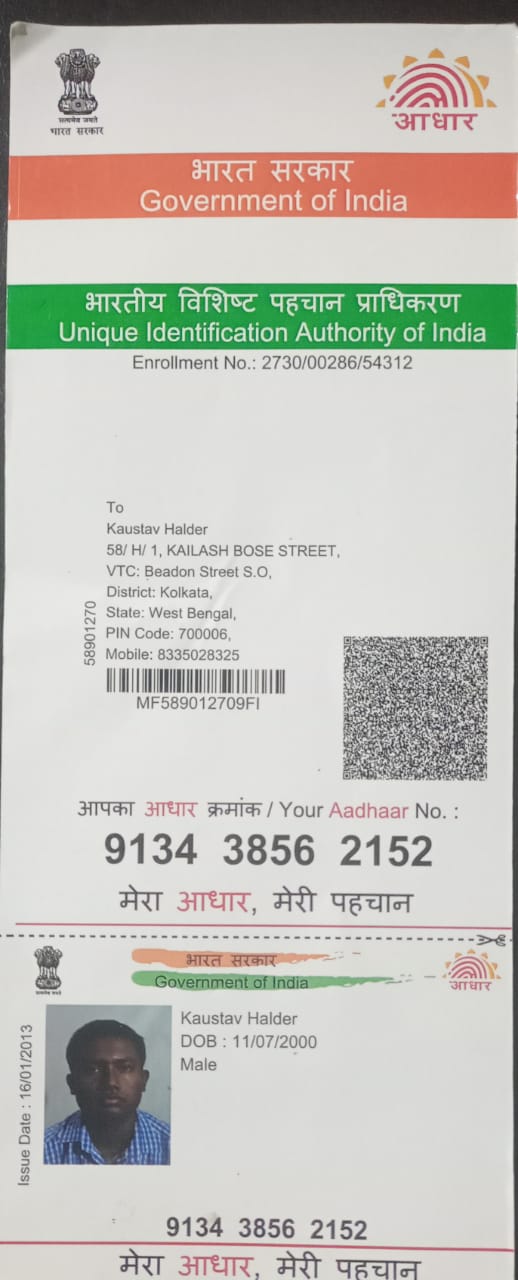 सत्यमेव जयते
भारत सरकार
आधार
भारत सरकार
Government of India
भारतीय विशिष्ट पहचान प्राधिकरण
Unique Identification Authority of India
Enrollment No.: 2730/00286/54312
To
Kaustav Halder
58/ H/ 1, KAILASH BOSE STREET,
VTC: Beadon Street S.O,
District: Kolkata,
State: West Bengal,
PIN Code: 700006,
Mobile: 8335028325
58901270
MF589012709FI
आपका आधार क्रमांक / Your Aadhaar No. :
9134 3856 2152
मेरा आधार, मेरी पहचान
सत्यमेव जयते
भारत सरकार
Government of India
आधार
Issue Date : 16/01/2013
Kaustav Halder
DOB : 11/07/2000
Male
9134 3856 2152
मेरा आधार, मेरी पहचान